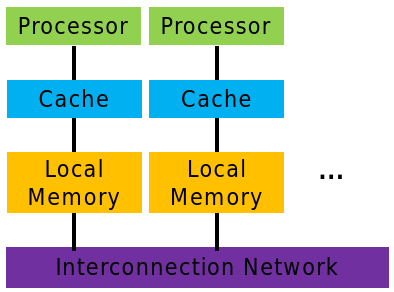 Processor Processor
Cache Cache
Local Local
Memory Memory
...
Interconnection Network